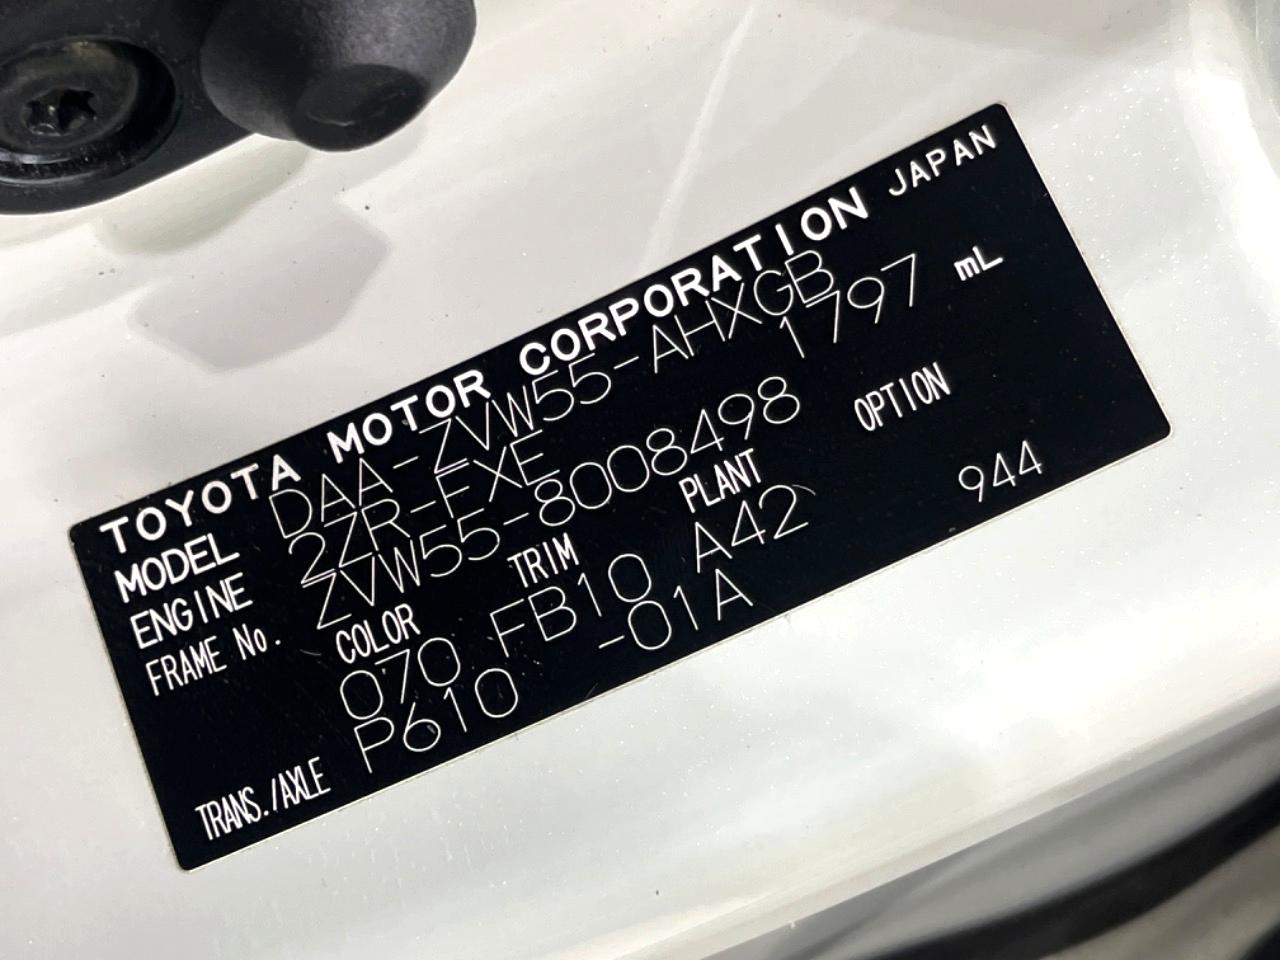 TOYOTA MOTOR CORPORATION JAPAN
MODEL DAA-ZVW55-AHXGB
ENGINE 2ZR-FXE 1797 mL
FRAME No. ZVW55-8008498
COLOR TRIM PLANT OPTION
070 FB10 A42 944
TRANS./AXLE P610 -01A